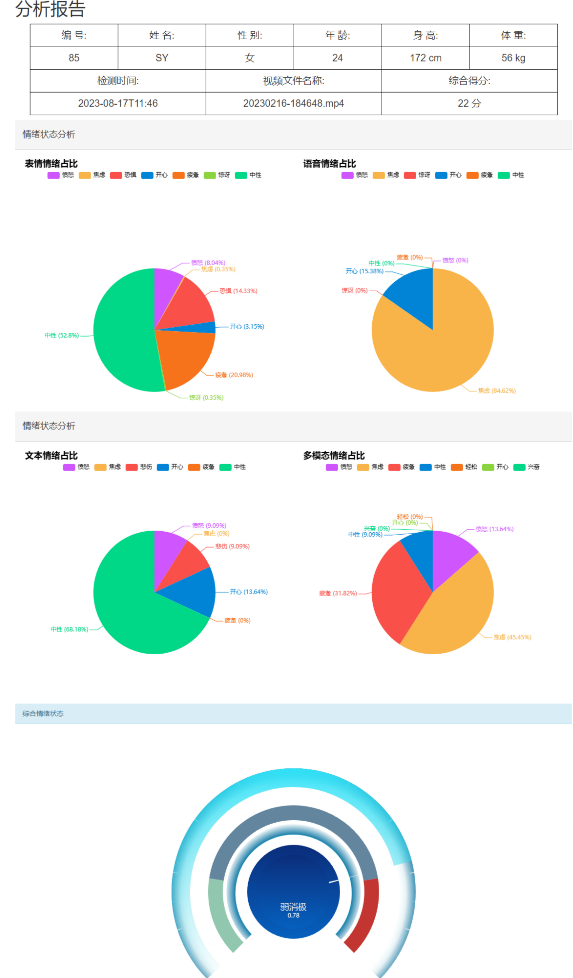 分析报告
编 号: 姓 名: 性 别: 年 龄: 身 高: 体 重:
85 SY 女 24 172 cm 56 kg
检测时间: 视频文件名称: 综合得分:
2023-08-17T11:46 20230216-184648.mp4 22 分
情绪状态分析
表情情绪占比
愤怒 焦虑 恐惧 开心 疲惫 惊讶 中性
愤怒 (8.04%)
焦虑 (0.35%)
恐惧 (14.33%)
开心 (3.15%)
中性 (52.8%)
疲惫 (20.98%)
惊讶 (0.35%)
语音情绪占比
愤怒 焦虑 惊讶 开心 疲惫 中性
疲惫 (0%)
愤怒 (0%)
中性 (0%)
开心 (15.38%)
惊讶 (0%)
焦虑 (84.62%)
情绪状态分析
文本情绪占比
愤怒 焦虑 悲伤 开心 疲惫 中性
愤怒 (9.09%)
焦虑 (0%)
悲伤 (9.09%)
开心 (13.64%)
疲惫 (0%)
中性 (68.18%)
多模态情绪占比
愤怒 焦虑 疲惫 中性 轻松 开心 兴奋
轻松 (0%)
开心 (0%)
兴奋 (0%)
中性 (9.09%)
愤怒 (13.64%)
疲惫 (31.82%)
焦虑 (45.45%)
综合情绪状态
弱消极
0.78